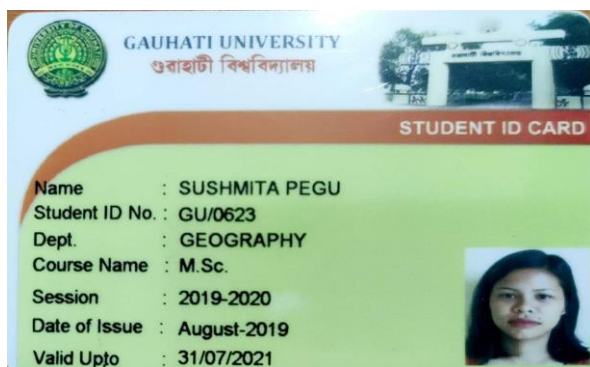 GAUHATI UNIVERSITY
গুৱাহাটী বিশ্ববিদ্যালয়
STUDENT ID CARD
Name : SUSHMITA PEGU
Student ID No. : GU/0623
Dept. : GEOGRAPHY
Course Name : M.Sc.
Session : 2019-2020
Date of Issue : August-2019
Valid Upto : 31/07/2021